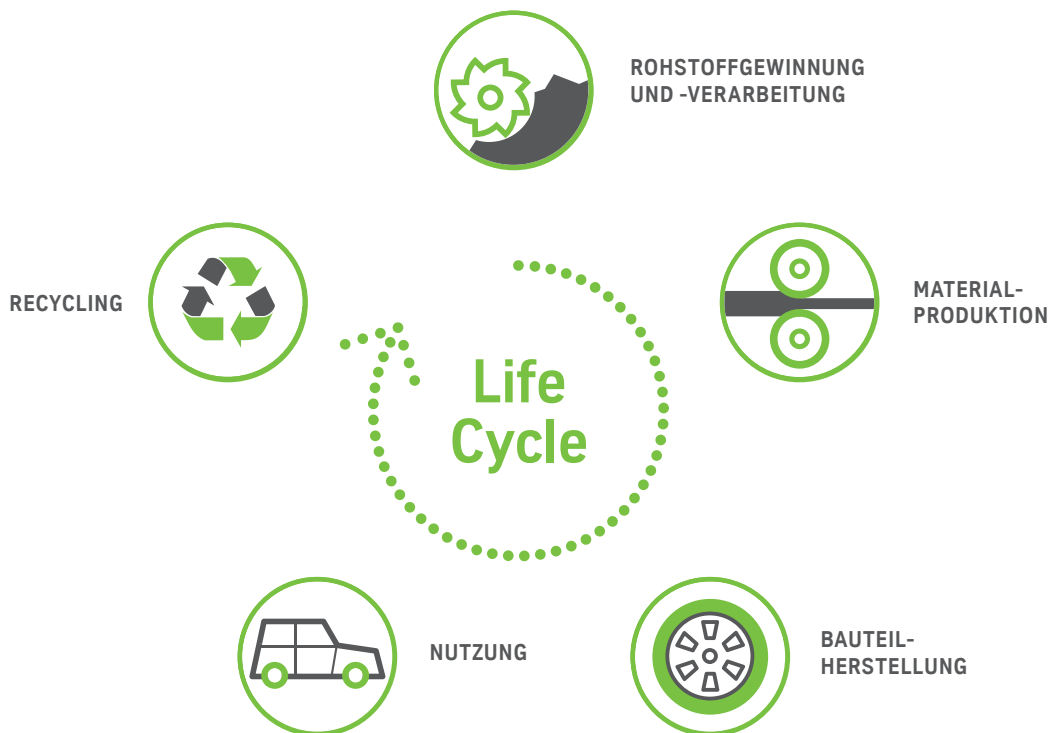 ROHSTOFFGEWINNUNG
UND -VERARBEITUNG
MATERIAL-
PRODUKTION
RECYCLING
Life
Cycle
NUTZUNG
BAUTEIL-
HERSTELLUNG